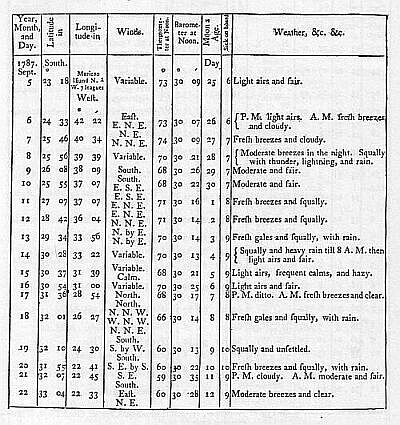 Year, Month, and Day. | Latitude in | Longitude in | Winds. | Thermometer at Noon. | Barometer at Noon. | Moon's Age. | Sick on board | Weather, &c. &c.
1787. Sept. | South. | | | ° | ° , | Day
5 | 23 18 | Maricas Island N. ½ W. 7 leagues West. | Variable. | 73 | 30 09 | 25 | 6 | Light airs and fair.
6 | 24 33 | 42 22 | East. E. N. E. | 73 | 30 07 | 26 | 6 | { P. M. light airs. A. M. fresh breezes and cloudy.
7 | 25 46 | 40 34 | N. E. N. N. E. | 74 | 30 09 | 27 | 7 | Fresh breezes and cloudy.
8 | 25 56 | 39 39 | Variable. | 70 | 30 21 | 28 | 7 | { Moderate breezes in the night. Squally with thunder, lightning, and rain.
9 | 26 08 | 38 09 | South. | 68 | 30 26 | 29 | 7 | Moderate and fair.
10 | 25 55 | 37 07 | South. E. S. E. | 68 | 30 22 | 30 | 7 | Moderate and fair.
11 | 27 07 | 37 07 | E. S. E. E. N. E. | 71 | 30 16 | 1 | 8 | Fresh breezes and squally.
12 | 28 42 | 36 04 | E. N. E. N. N. E. | 71 | 30 14 | 2 | 8 | Fresh breezes and squally.
13 | 29 34 | 33 56 | N. by E. N. by E. | 70 | 30 14 | 3 | 9 | Fresh gales and squally, with rain.
14 | 30 28 | 33 22 | Variable. | 70 | 30 13 | 4 | 9 | { Squally and heavy rain till 8 A. M. then light airs and fair.
15 | 30 37 | 31 39 | Variable. Calm. | 68 | 30 21 | 5 | 9 | Light airs, frequent calms, and hazy.
16 | 30 54 | 31 00 | Variable. | 70 | 30 25 | 6 | 9 | Light airs and fair.
17 | 31 36 | 28 54 | North. | 68 | 30 17 | 7 | 8 | P. M. ditto. A. M. fresh breezes and clear.
18 | 32 01 | 26 27 | North. N. N. W. W. N. W. N. N. E. | 66 | 30 14 | 8 | 8 | Fresh gales and squally, with rain.
19 | 32 10 | 24 30 | South. S. by W. | 60 | 30 13 | 9 | 10 | Squally and unsettled.
20 | 31 55 | 22 41 | South. S. E. by S. | 60 | 30 22 | 10 | 10 | Fresh breezes and squally, with rain.
21 | 32 07 | 22 45 | S. E. | 59 | 30 35 | 11 | 9 | P. M. cloudy. A. M. moderate and fair.
22 | 33 04 | 22 33 | South. East. N. E. | 60 | 30 28 | 12 | 9 | Moderate breezes and clear.